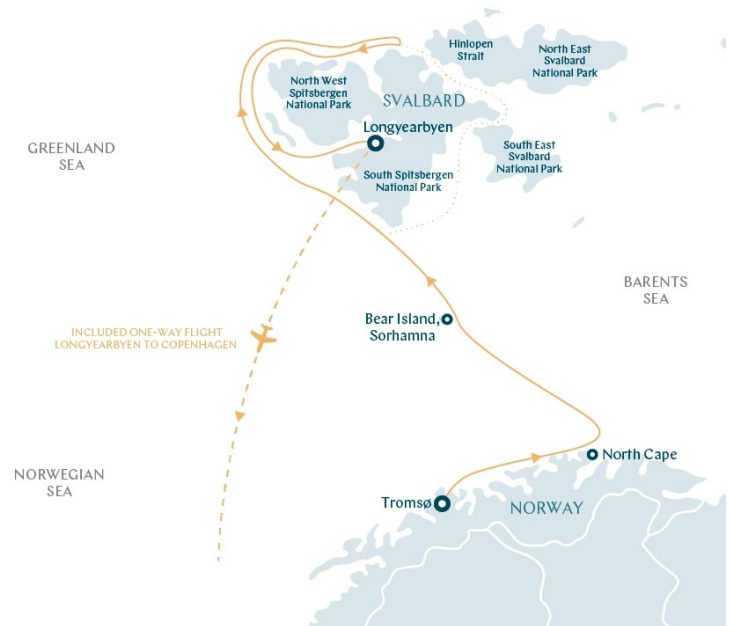 Hinlopen
Strait
North East
Svalbard
National Park
North West
Spitsbergen
National Park
SVALBARD
Longyearbyen
GREENLAND
SEA
South East
Svalbard
National Park
South Spitsbergen
National Park
BARENTS
SEA
Bear Island,
Sorhamna
INCLUDED ONE-WAY FLIGHT
LONGYEARBYEN TO COPENHAGEN
North Cape
NORWEGIAN
SEA
Tromsø
NORWAY